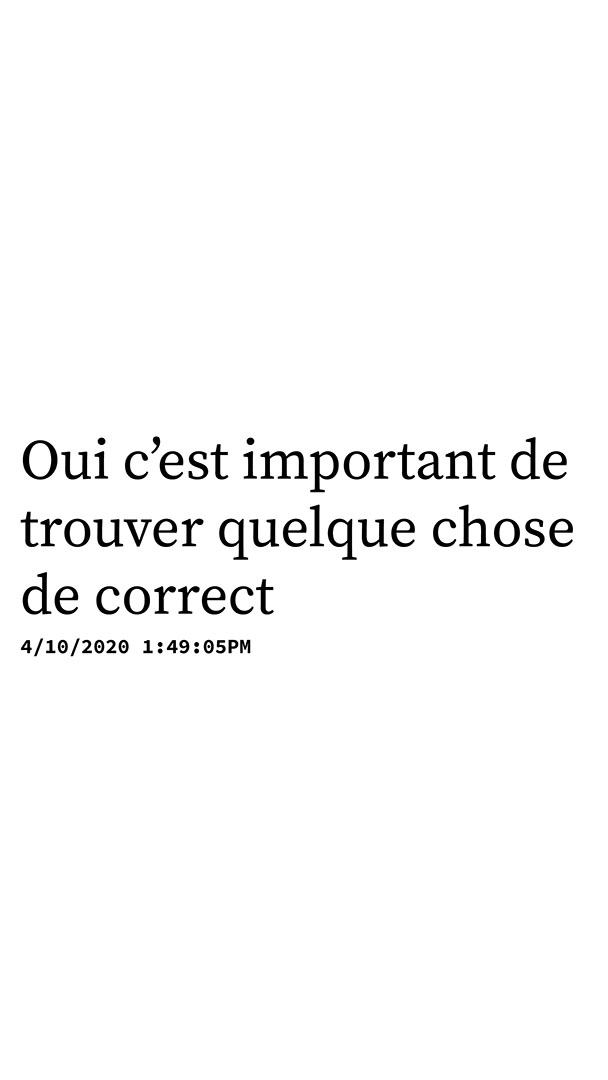 Oui c’est important de
trouver quelque chose
de correct
4/10/2020 1:49:05PM